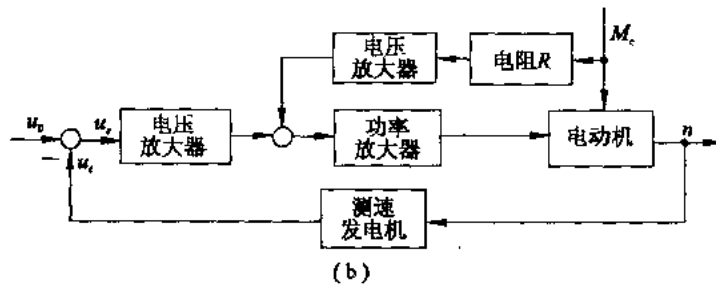 电压
放大器
电阻R
M_c
u_0
u_e
电压
放大器
功率
放大器
电动机
n
u_t
测速
发电机
(b)